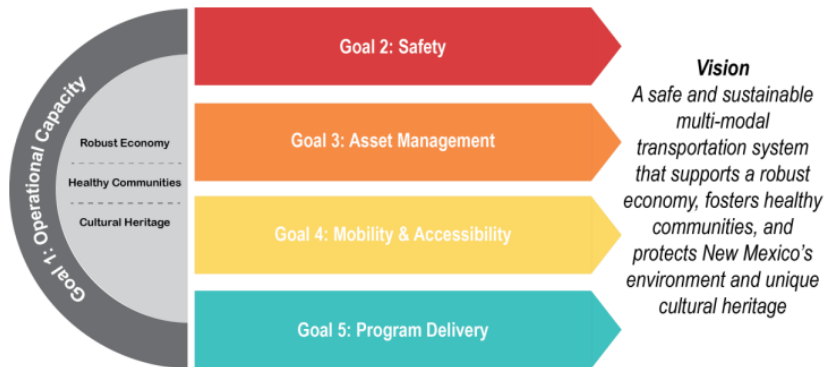 Goal 1: Operational Capacity
Robust Economy
Healthy Communities
Cultural Heritage
Goal 2: Safety
Goal 3: Asset Management
Goal 4: Mobility & Accessibility
Goal 5: Program Delivery
Vision
A safe and sustainable
multi-modal
transportation system
that supports a robust
economy, fosters healthy
communities, and
protects New Mexico's
environment and unique
cultural heritage